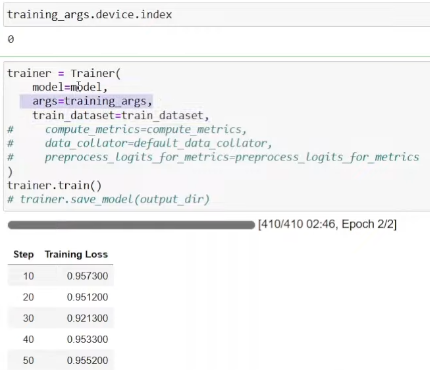 training_args.device.index
0
trainer = Trainer(
model=model,
args=training_args,
train_dataset=train_dataset,
# compute_metrics=compute_metrics,
# data_collator=default_data_collator,
# preprocess_logits_for_metrics=preprocess_logits_for_metrics
)
trainer.train()
# trainer.save_model(output_dir)
[410/410 02:46, Epoch 2/2]
Step Training Loss
10 0.957300
20 0.951200
30 0.921300
40 0.953300
50 0.955200